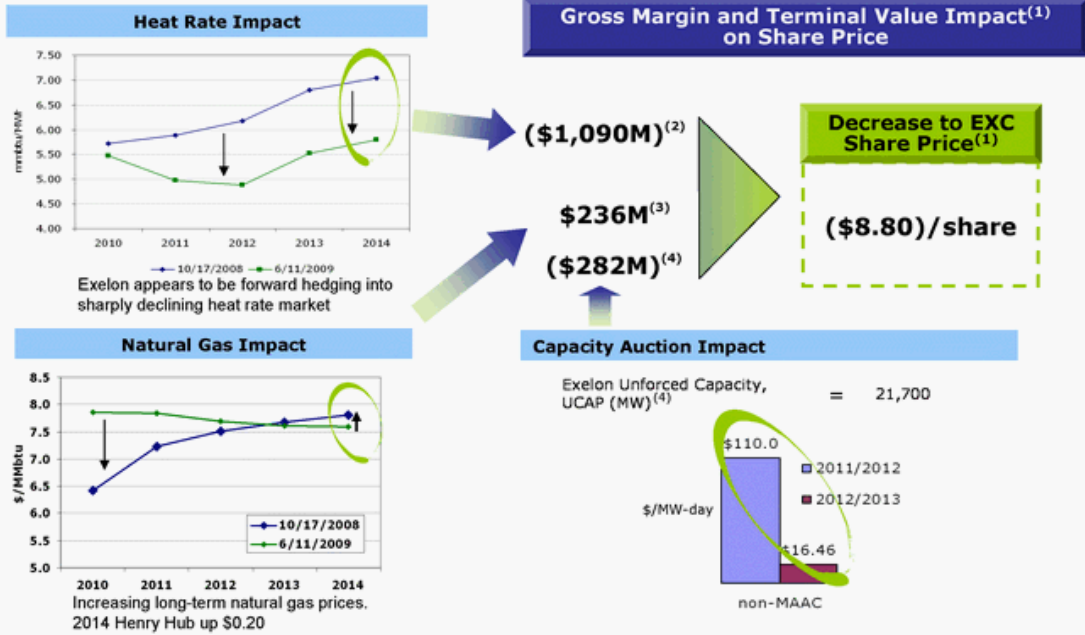 Heat Rate Impact
7.50
7.00
6.50
6.00
5.50
5.00
4.50
4.00
mmbtu/MWh
2010 2011 2012 2013 2014
10/17/2008 6/11/2009
Exelon appears to be forward hedging into
sharply declining heat rate market
Natural Gas Impact
8.5
8.0
7.5
7.0
6.5
6.0
5.5
5.0
$/MMbtu
10/17/2008
6/11/2009
2010 2011 2012 2013 2014
Increasing long-term natural gas prices.
2014 Henry Hub up $0.20
Gross Margin and Terminal Value Impact(1)
on Share Price
($1,090M)(2)
$236M(3)
($282M)(4)
Decrease to EXC
Share Price(1)
($8.80)/share
Capacity Auction Impact
Exelon Unforced Capacity,
UCAP (MW)(4) = 21,700
$110.0
2011/2012
2012/2013
$/MW-day
$16.46
non-MAAC